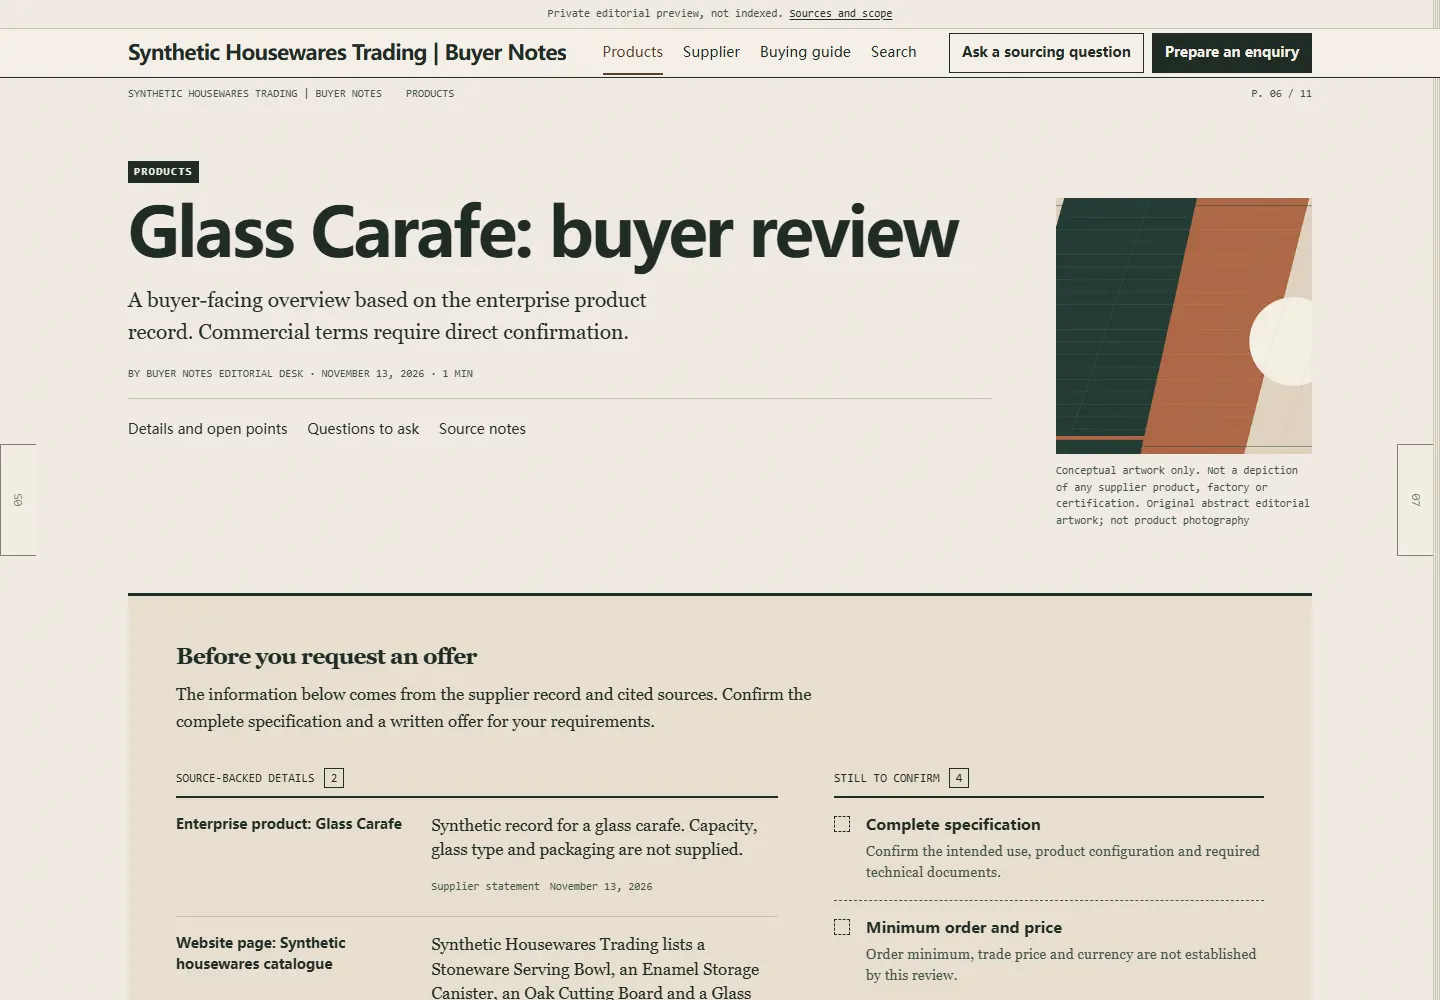 Private editorial preview, not indexed. Sources and scope
Synthetic Housewares Trading | Buyer Notes
Products Supplier Buying guide Search
Ask a sourcing question
Prepare an enquiry
SYNTHETIC HOUSEWARES TRADING | BUYER NOTES PRODUCTS
P. 06 / 11
PRODUCTS
Glass Carafe: buyer review
A buyer-facing overview based on the enterprise product
record. Commercial terms require direct confirmation.
BY BUYER NOTES EDITORIAL DESK · NOVEMBER 13, 2026 · 1 MIN
Details and open points Questions to ask Source notes
Conceptual artwork only. Not a depiction
of any supplier product, factory or
certification. Original abstract editorial
artwork; not product photography
05
07
Before you request an offer
The information below comes from the supplier record and cited sources. Confirm the
complete specification and a written offer for your requirements.
SOURCE-BACKED DETAILS 2
Enterprise product: Glass Carafe
Synthetic record for a glass carafe. Capacity,
glass type and packaging are not supplied.
Supplier statement November 13, 2026
Website page: Synthetic
housewares catalogue
Synthetic Housewares Trading lists a
Stoneware Serving Bowl, an Enamel Storage
Canister, an Oak Cutting Board and a Glass
STILL TO CONFIRM 4
Complete specification
Confirm the intended use, product configuration and required
technical documents.
Minimum order and price
Order minimum, trade price and currency are not established
by this review.